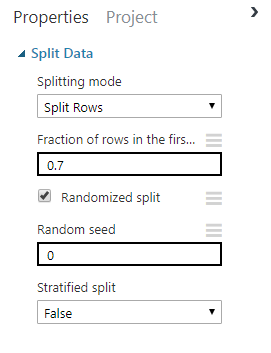 Properties Project
Split Data
Splitting mode
Split Rows
Fraction of rows in the firs...
0.7
Randomized split
Random seed
0
Stratified split
False